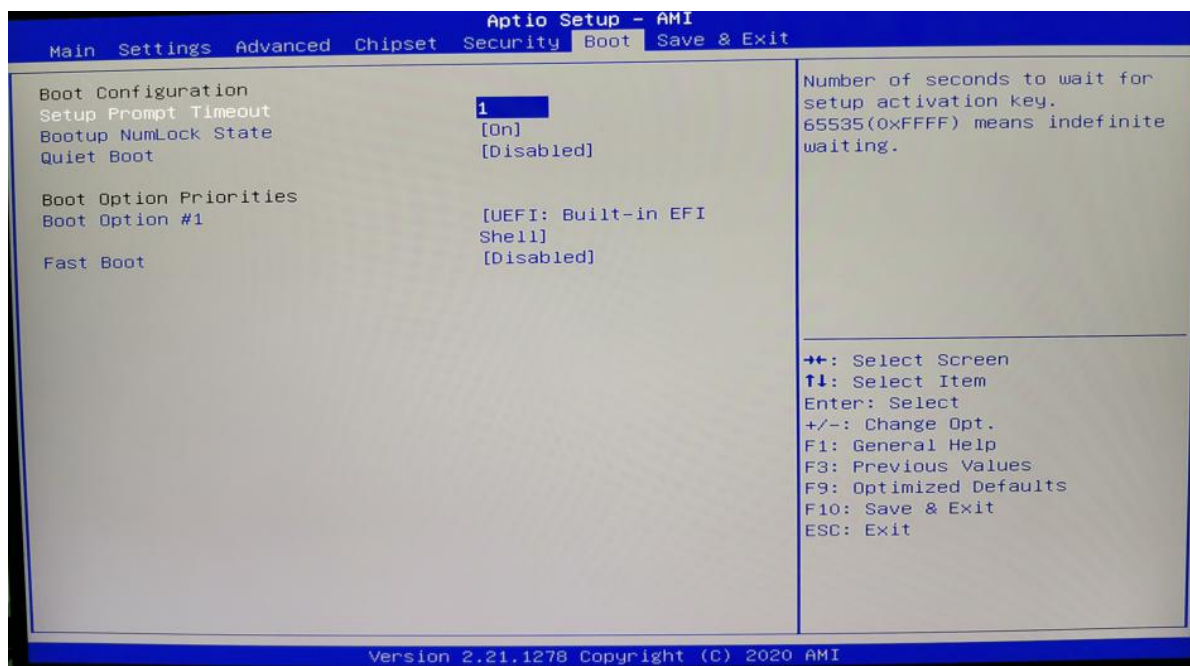 Aptio Setup – AMI
Main Settings Advanced Chipset Security Boot Save & Exit
Boot Configuration
Setup Prompt Timeout 1
Bootup NumLock State [On]
Quiet Boot [Disabled]
Boot Option Priorities
Boot Option #1 [UEFI: Built-in EFI
Shell]
Fast Boot [Disabled]
Number of seconds to wait for
setup activation key.
65535(0xFFFF) means indefinite
waiting.
→←: Select Screen
↑↓: Select Item
Enter: Select
+/-: Change Opt.
F1: General Help
F3: Previous Values
F9: Optimized Defaults
F10: Save & Exit
ESC: Exit
Version 2.21.1278 Copyright (C) 2020 AMI